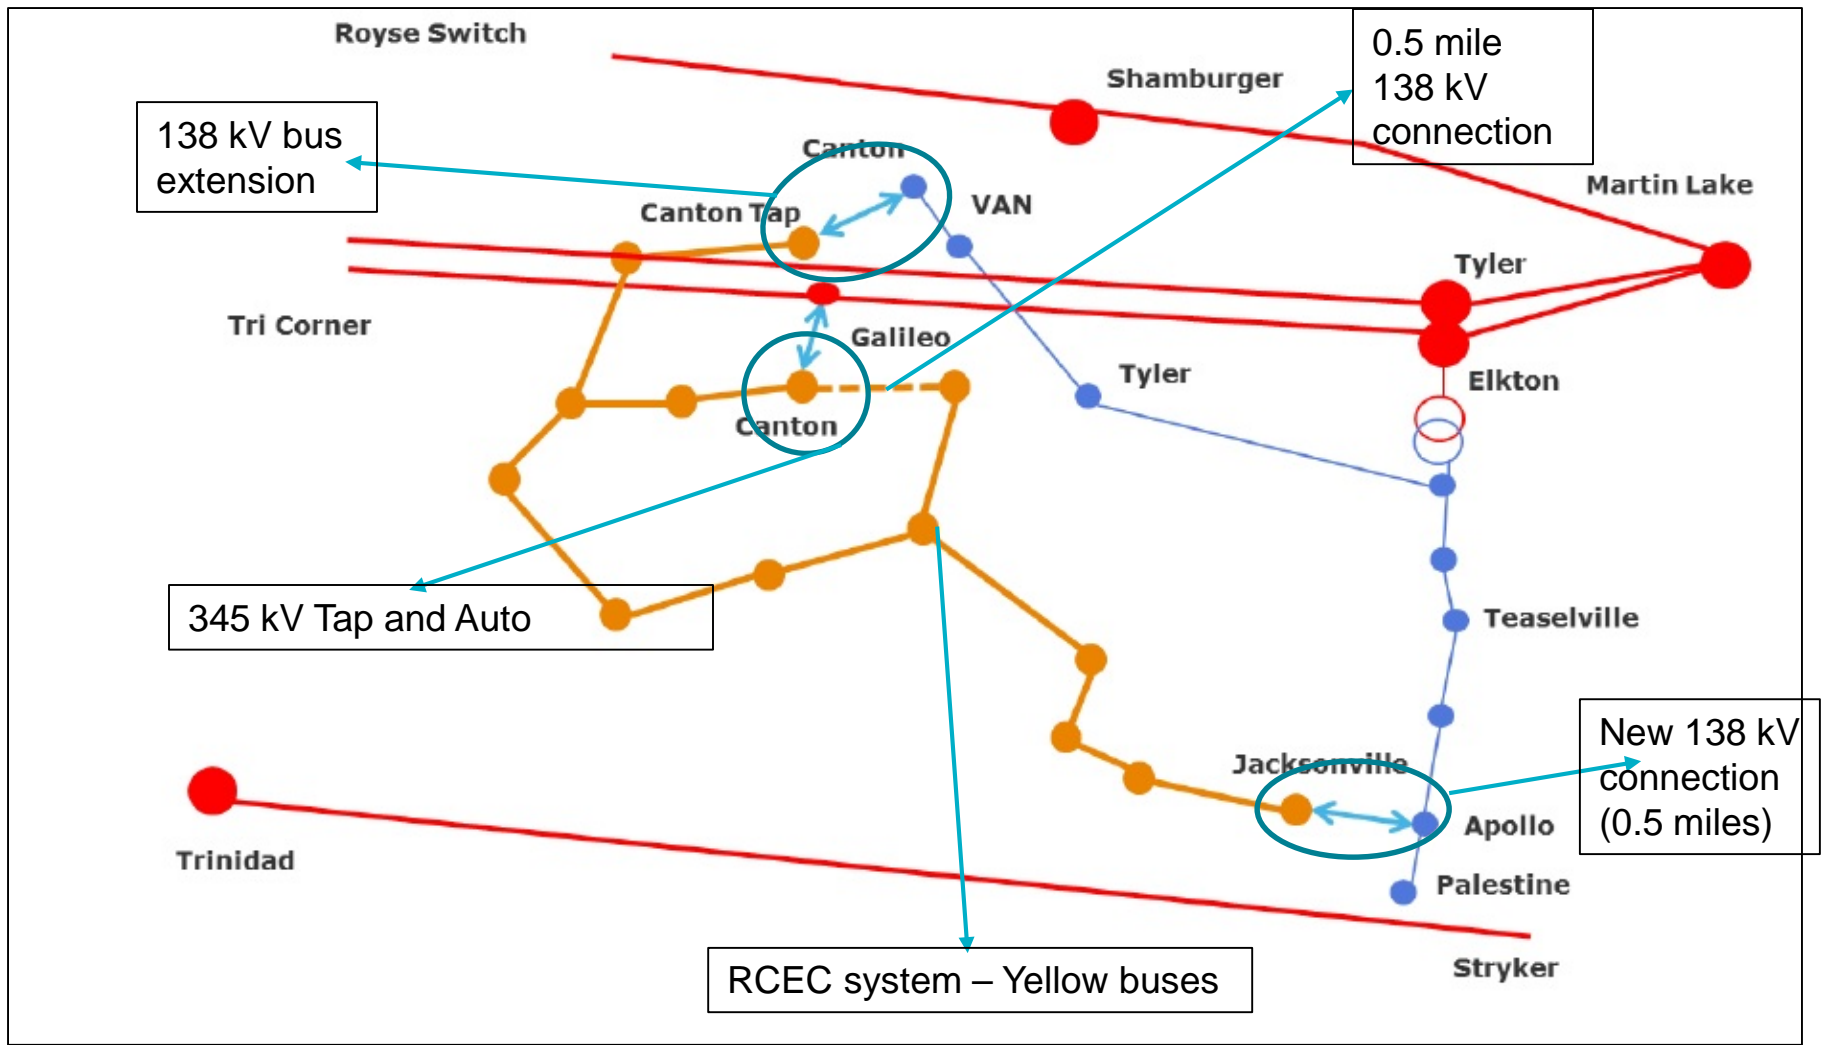 Royse Switch
0.5 mile
138 kV
connection
Shamburger
138 kV bus
extension
Canton
Martin Lake
Canton Tap
VAN
Tyler
Tri Corner
Galileo
Tyler
Elkton
Canton
345 kV Tap and Auto
Teaselville
New 138 kV
connection
(0.5 miles)
Jacksonville
Apollo
Trinidad
Palestine
Stryker
RCEC system – Yellow buses